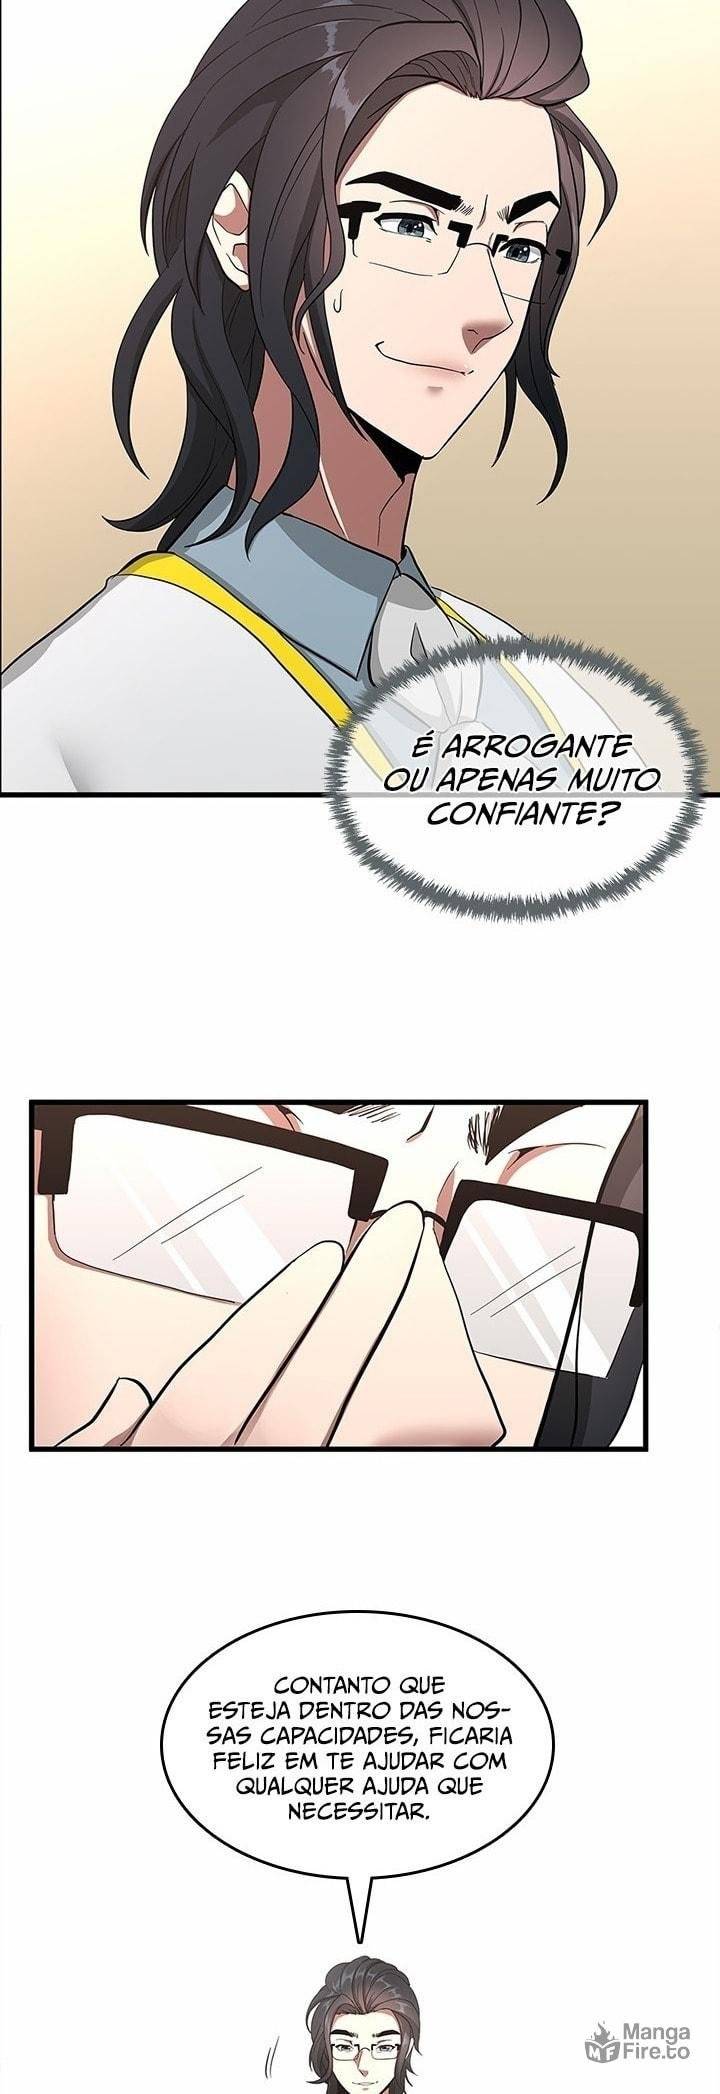 É ARROGANTE
OU APENAS MUITO
CONFIANTE?
CONTANTO QUE
ESTEJA DENTRO DAS NOS-
SAS CAPACIDADES, FICARIA
FELIZ EM TE AJUDAR COM
QUALQUER AJUDA QUE
NECESSITAR.
Manga
MF Fire.to